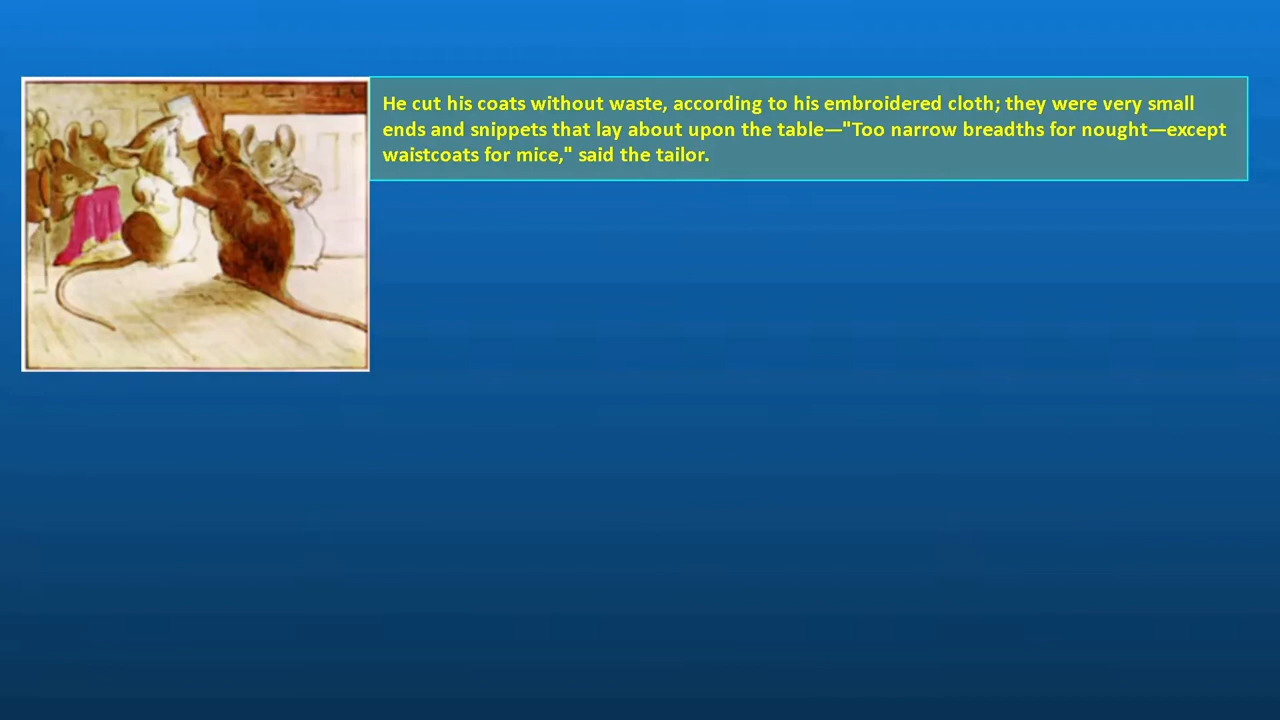 He cut his coats without waste, according to his embroidered cloth; they were very small
ends and snippets that lay about upon the table—"Too narrow breadths for nought—except
waistcoats for mice," said the tailor.